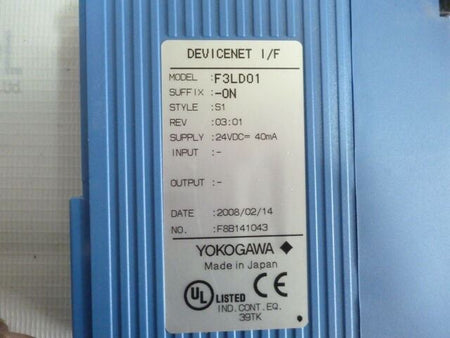 DEVICENET I/F
MODEL :F3LD01
SUFFIX :-0N
STYLE :S1
REV :03:01
SUPPLY :24VDC= 40mA
INPUT :-
OUTPUT :-
DATE :2008/02/14
NO. :F8B141043
YOKOGAWA
Made in Japan
UL LISTED CE
IND.CONT.EQ.
39TK